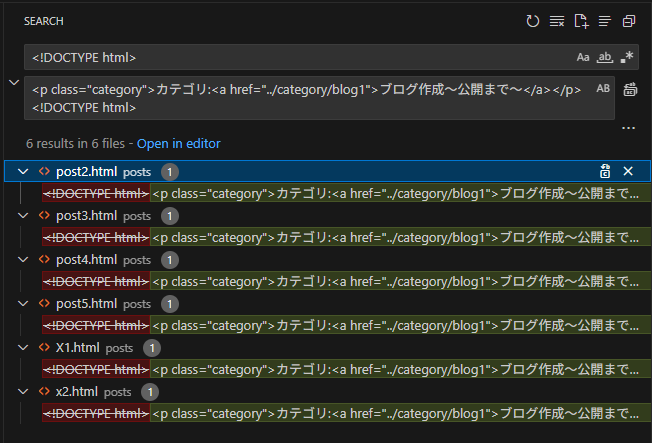 SEARCH
<!DOCTYPE html>
Aa ab .*
<p class="category">カテゴリ:<a href="../category/blog1">ブログ作成～公開まで～</a></p>
<!DOCTYPE html>
AB
6 results in 6 files - Open in editor
post2.html posts 1
<!DOCTYPE html><p class="category">カテゴリ:<a href="../category/blog1">ブログ作成～公開まで...
post3.html posts 1
<!DOCTYPE html><p class="category">カテゴリ:<a href="../category/blog1">ブログ作成～公開まで...
post4.html posts 1
<!DOCTYPE html><p class="category">カテゴリ:<a href="../category/blog1">ブログ作成～公開まで...
post5.html posts 1
<!DOCTYPE html><p class="category">カテゴリ:<a href="../category/blog1">ブログ作成～公開まで...
X1.html posts 1
<!DOCTYPE html><p class="category">カテゴリ:<a href="../category/blog1">ブログ作成～公開まで...
x2.html posts 1
<!DOCTYPE html><p class="category">カテゴリ:<a href="../category/blog1">ブログ作成～公開まで...